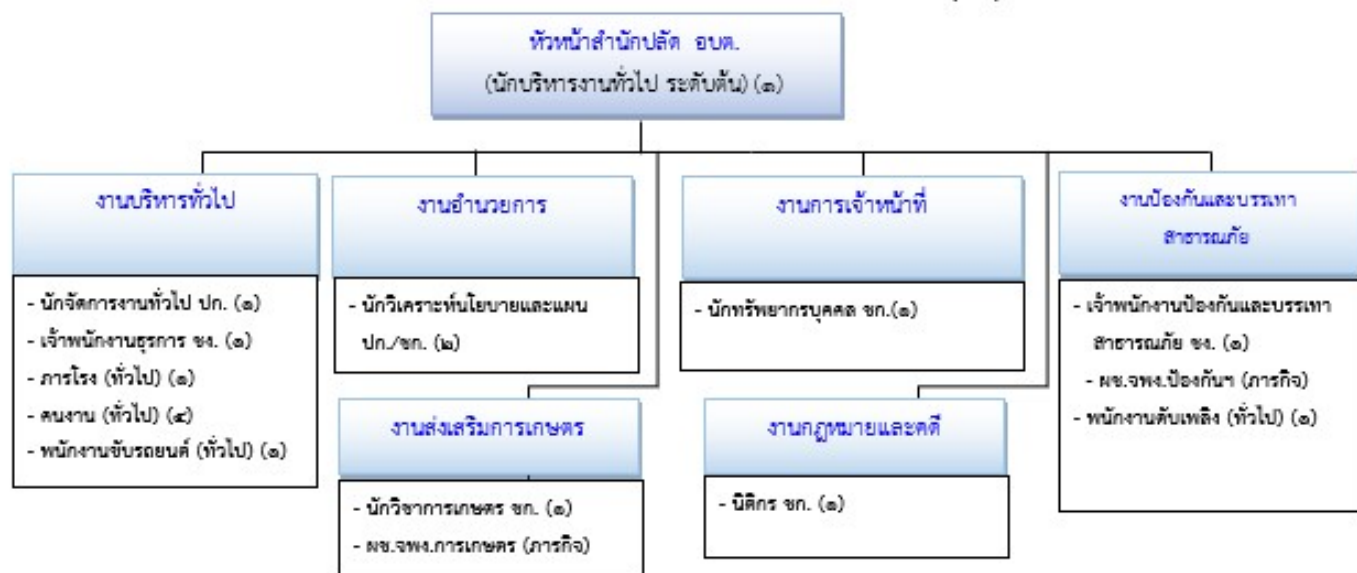 หัวหน้าสำนักปลัด อบต.
(นักบริหารงานทั่วไป ระดับต้น) (๑)
งานบริหารทั่วไป
- นักจัดการงานทั่วไป ปก. (๑)
- เจ้าพนักงานธุรการ ชง. (๑)
- ภารโรง (ทั่วไป) (๑)
- คนงาน (ทั่วไป) (๔)
- พนักงานขับรถยนต์ (ทั่วไป) (๑)
งานอำนวยการ
- นักวิเคราะห์นโยบายและแผน
ปก./ชก. (๒)
งานการเจ้าหน้าที่
- นักทรัพยากรบุคคล ชก.(๑)
งานป้องกันและบรรเทา
สาธารณภัย
- เจ้าพนักงานป้องกันและบรรเทา
สาธารณภัย ชง. (๑)
- ผช.จพง.ป้องกันฯ (ภารกิจ)
- พนักงานดับเพลิง (ทั่วไป) (๑)
งานส่งเสริมการเกษตร
- นักวิชาการเกษตร ชก. (๑)
- ผช.จพง.การเกษตร (ภารกิจ)
งานกฎหมายและคดี
- นิติกร ชก. (๑)